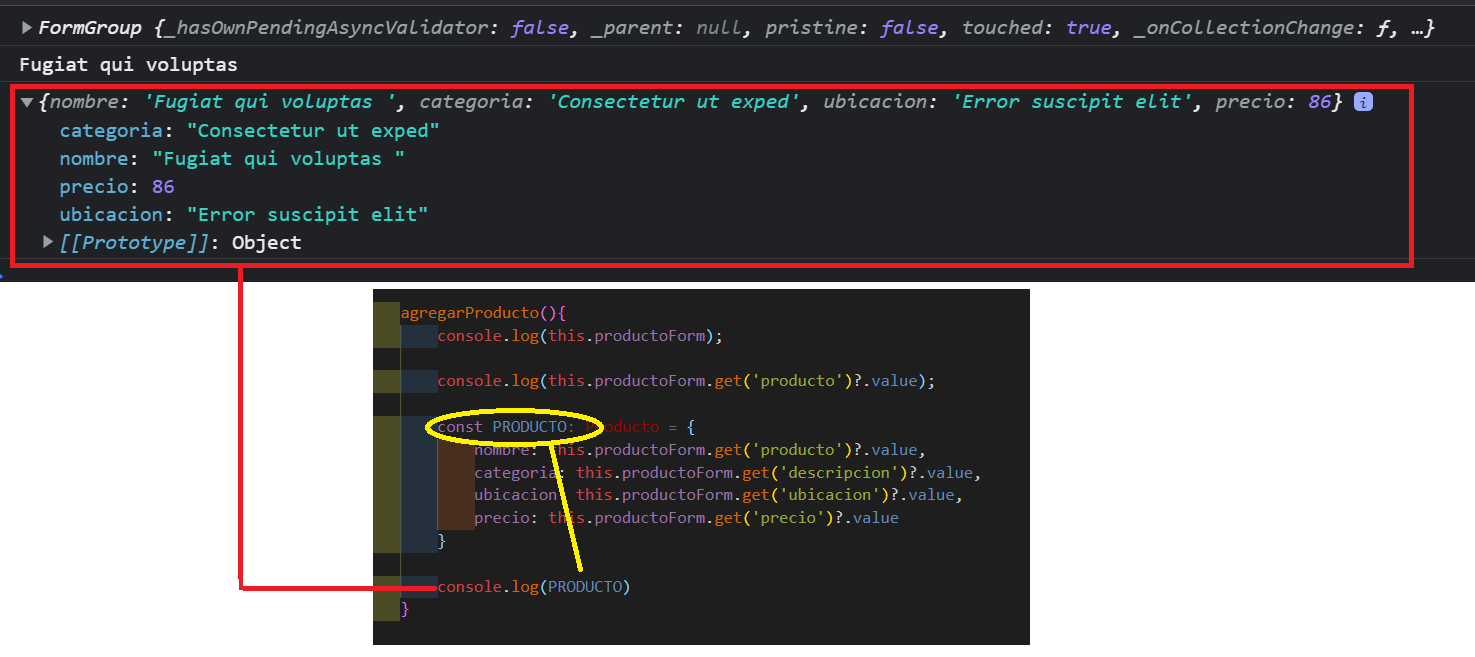 ▶ FormGroup {_hasOwnPendingAsyncValidator: false, _parent: null, pristine: false, touched: true, _onCollectionChange: ƒ, …}
Fugiat qui voluptas
▼ {nombre: 'Fugiat qui voluptas ', categoria: 'Consectetur ut exped', ubicacion: 'Error suscipit elit', precio: 86} i
categoria: "Consectetur ut exped"
nombre: "Fugiat qui voluptas "
precio: 86
ubicacion: "Error suscipit elit"
▶ [[Prototype]]: Object
agregarProducto(){
console.log(this.productoForm);
console.log(this.productoForm.get('producto')?.value);
const PRODUCTO: Producto = {
nombre: this.productoForm.get('producto')?.value,
categoria: this.productoForm.get('descripcion')?.value,
ubicacion: this.productoForm.get('ubicacion')?.value,
precio: this.productoForm.get('precio')?.value
}
console.log(PRODUCTO)
}